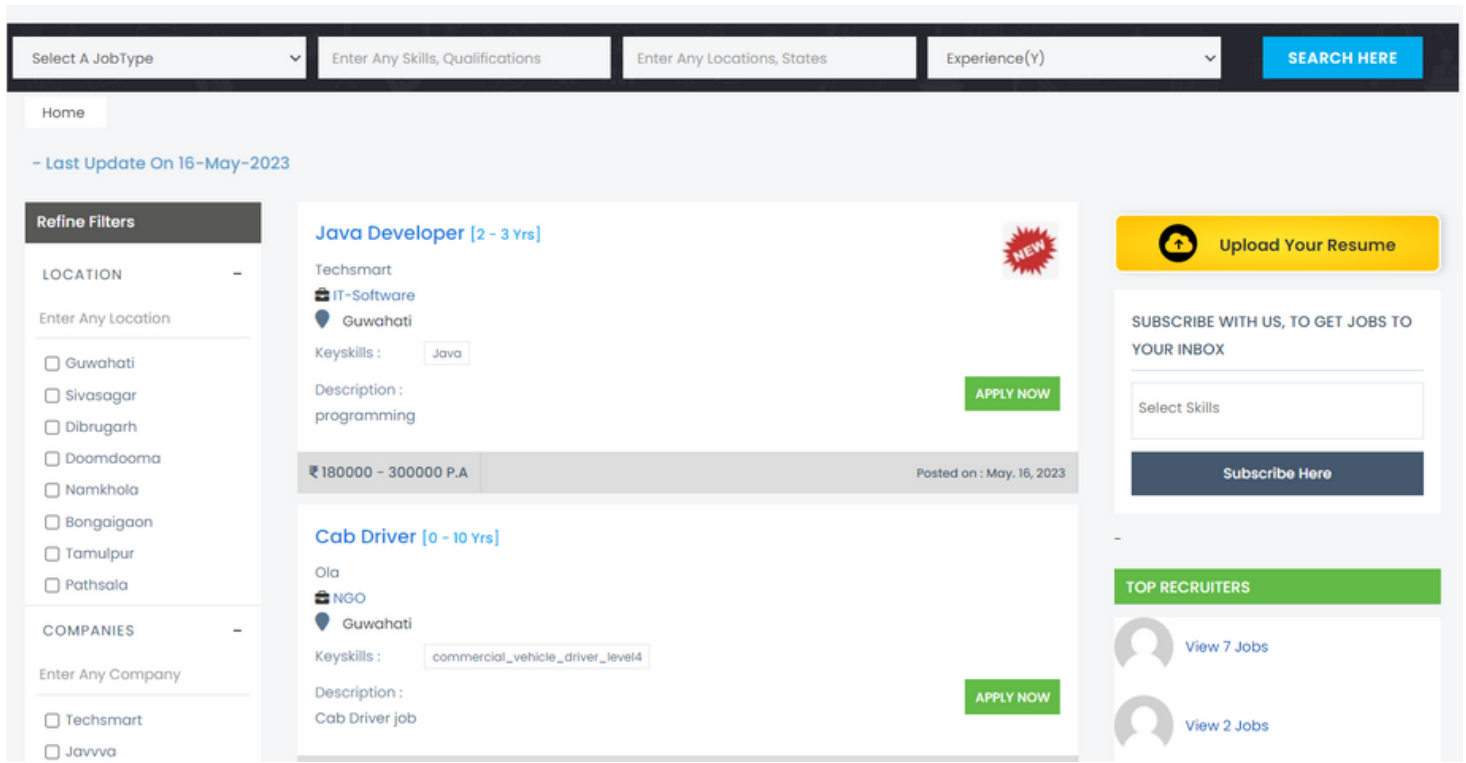 Select A JobType
Enter Any Skills, Qualifications
Enter Any Locations, States
Experience(Y)
SEARCH HERE
Home
- Last Update On 16-May-2023
Refine Filters
LOCATION -
Enter Any Location
Guwahati
Sivasagar
Dibrugarh
Doomdooma
Namkhola
Bongaigaon
Tamulpur
Pathsala
COMPANIES -
Enter Any Company
Techsmart
Javvva
Java Developer [2 - 3 Yrs]
NEW
Techsmart
IT-Software
Guwahati
Keyskills : Java
Description :
programming
APPLY NOW
₹ 180000 - 300000 P.A
Posted on : May. 16, 2023
Cab Driver [0 - 10 Yrs]
Ola
NGO
Guwahati
Keyskills : commercial_vehicle_driver_level4
Description :
Cab Driver job
APPLY NOW
Upload Your Resume
SUBSCRIBE WITH US, TO GET JOBS TO
YOUR INBOX
Select Skills
Subscribe Here
-
TOP RECRUITERS
View 7 Jobs
View 2 Jobs